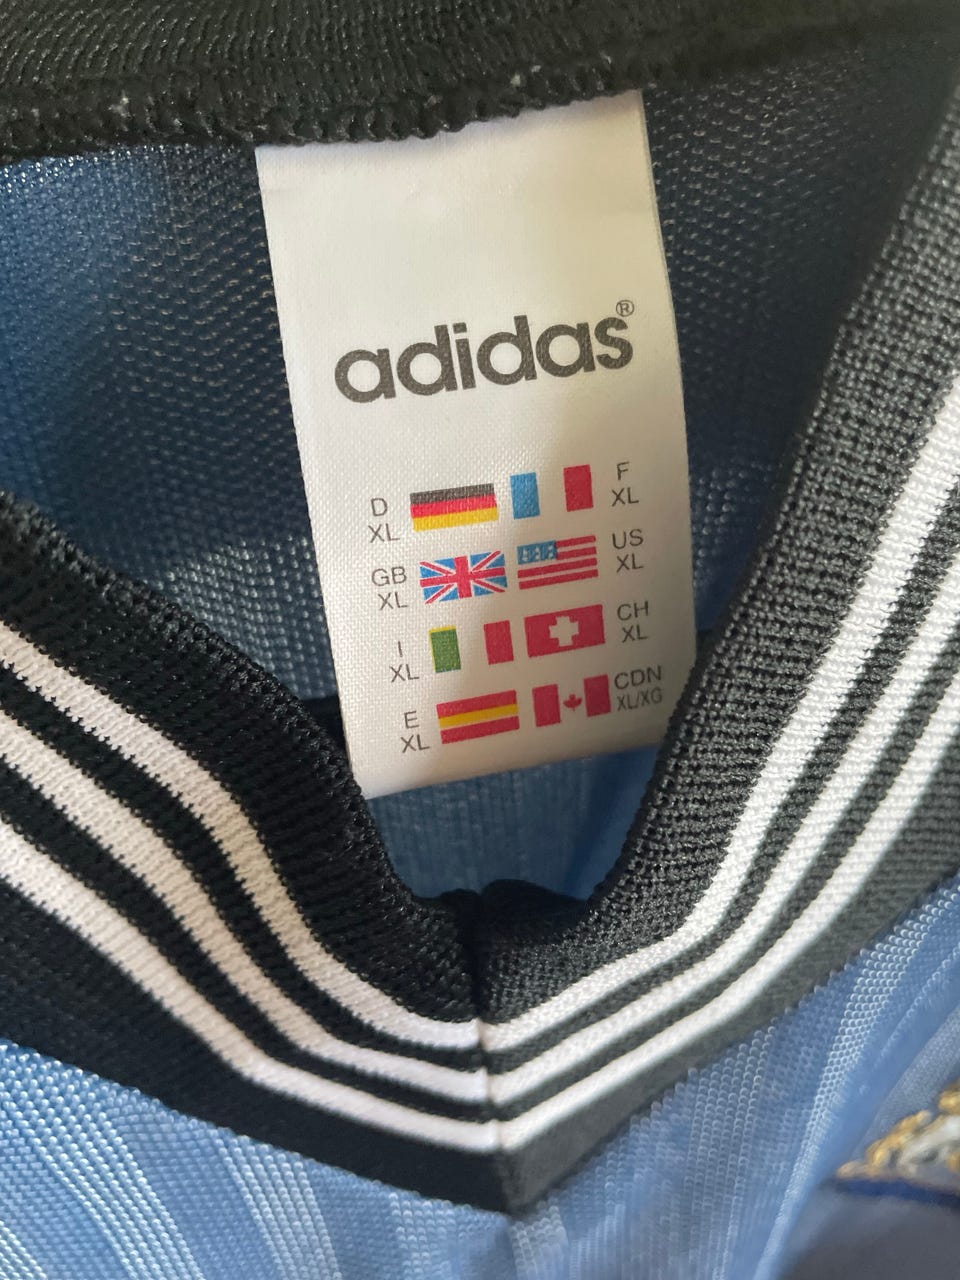 adidas®
D XL F XL
GB XL US XL
I XL CH XL
E XL CDN XL/XG